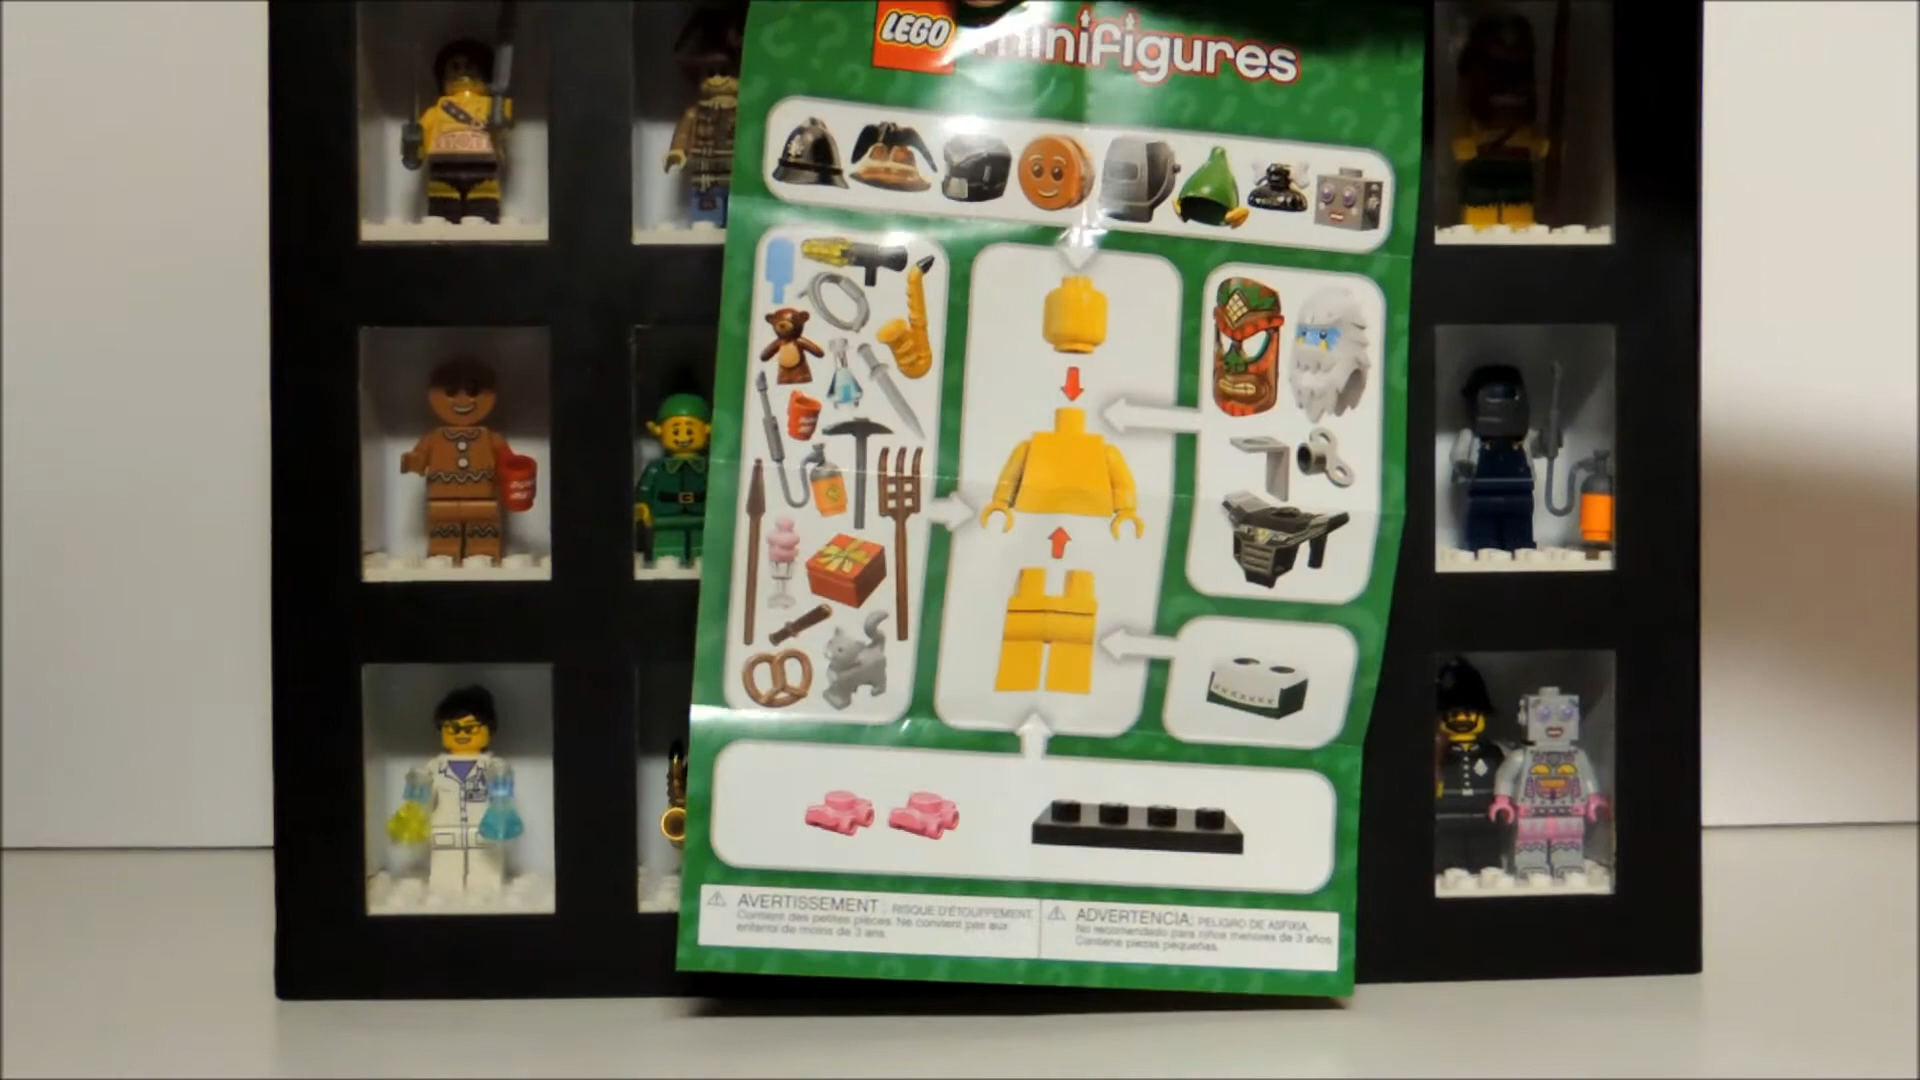 LEGO
minifigures
AVERTISSEMENT : RISQUE D'ÉTOUFFEMENT.
Contient des petites pièces. Ne convient pas aux
enfants de moins de 3 ans.
ADVERTENCIA: PELIGRO DE ASFIXIA.
No recomendado para niños menores de 3 años.
Contiene piezas pequeñas.